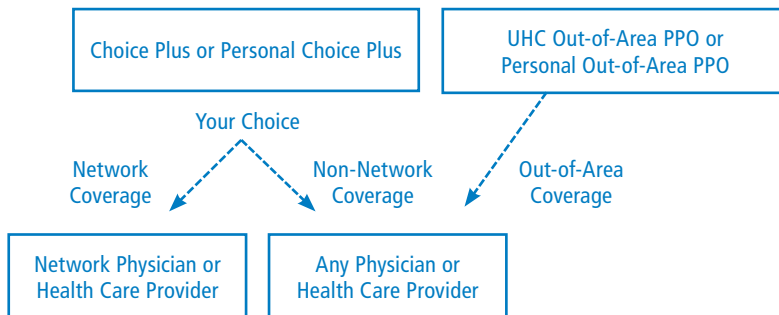 Choice Plus or Personal Choice Plus
UHC Out-of-Area PPO or
Personal Out-of-Area PPO
Your Choice
Network
Coverage
Non-Network
Coverage
Out-of-Area
Coverage
Network Physician or
Health Care Provider
Any Physician or
Health Care Provider